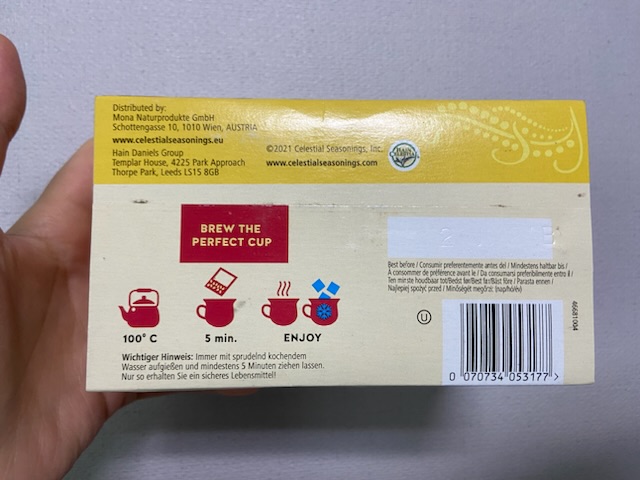 Distributed by:
Mona Naturprodukte GmbH
Schottengasse 10, 1010 Wien, AUSTRIA
www.celestialseasonings.eu
Hain Daniels Group
Templar House, 4225 Park Approach
Thorpe Park, Leeds LS15 8GB
©2021 Celestial Seasonings, Inc.
www.celestialseasonings.com
HAIN
CELESTIAL
BREW THE
PERFECT CUP
100° C
5 min.
ENJOY
Wichtiger Hinweis: Immer mit sprudelnd kochendem
Wasser aufgießen und mindestens 5 Minuten ziehen lassen.
Nur so erhalten Sie ein sicheres Lebensmittel!
Best before / Consumir preferentemente antes del / Mindestens haltbar bis /
A consommer de préférence avant le / Da consumarsi preferibilmente entro il /
Ten minste houdbaar tot/Bedst før/Best før/Bäst före / Parasta ennen /
Najlepiej spożyć przed / Minőségét megőrzi: (nap/hó/év)
U
46681004
0 070734 053177 >